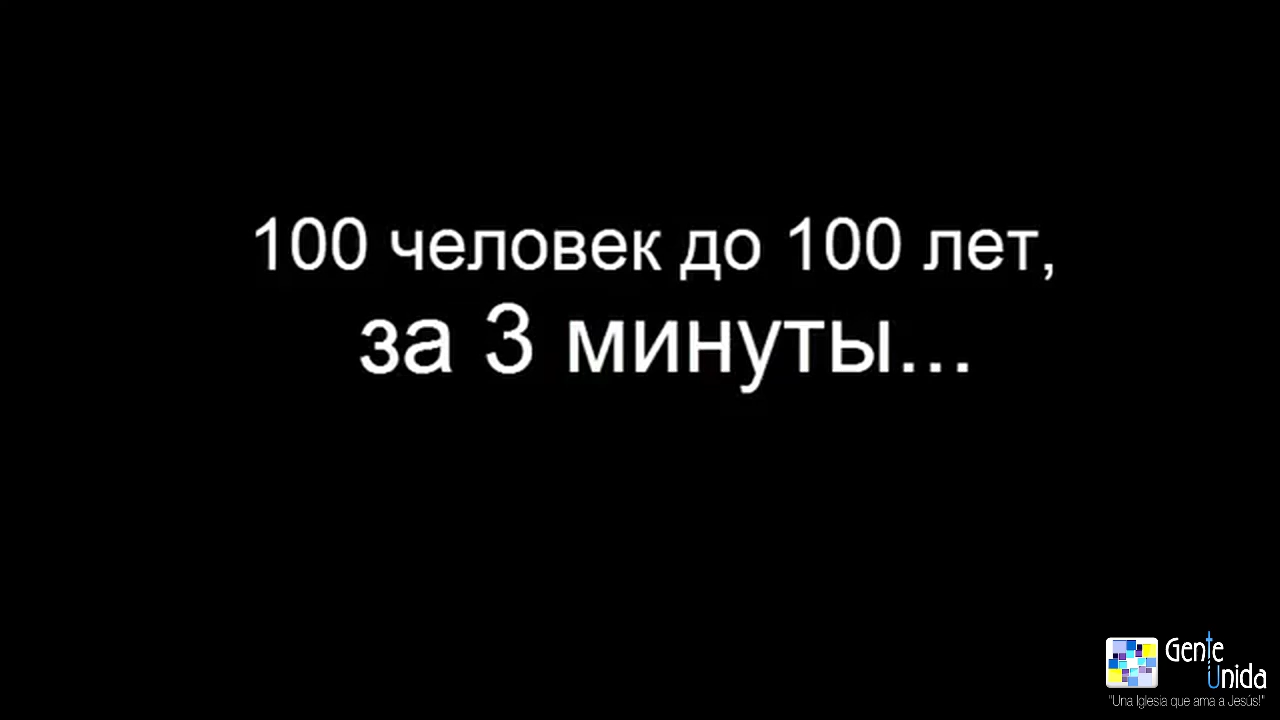 100 человек до 100 лет,
за 3 минуты...
Gente
Unida
"Una Iglesia que ama a Jesús!"